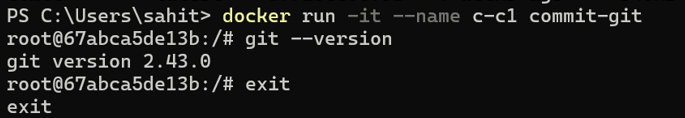 PS C:\Users\sahit> docker run -it --name c-c1 commit-git
root@67abca5de13b:/# git --version
git version 2.43.0
root@67abca5de13b:/# exit
exit